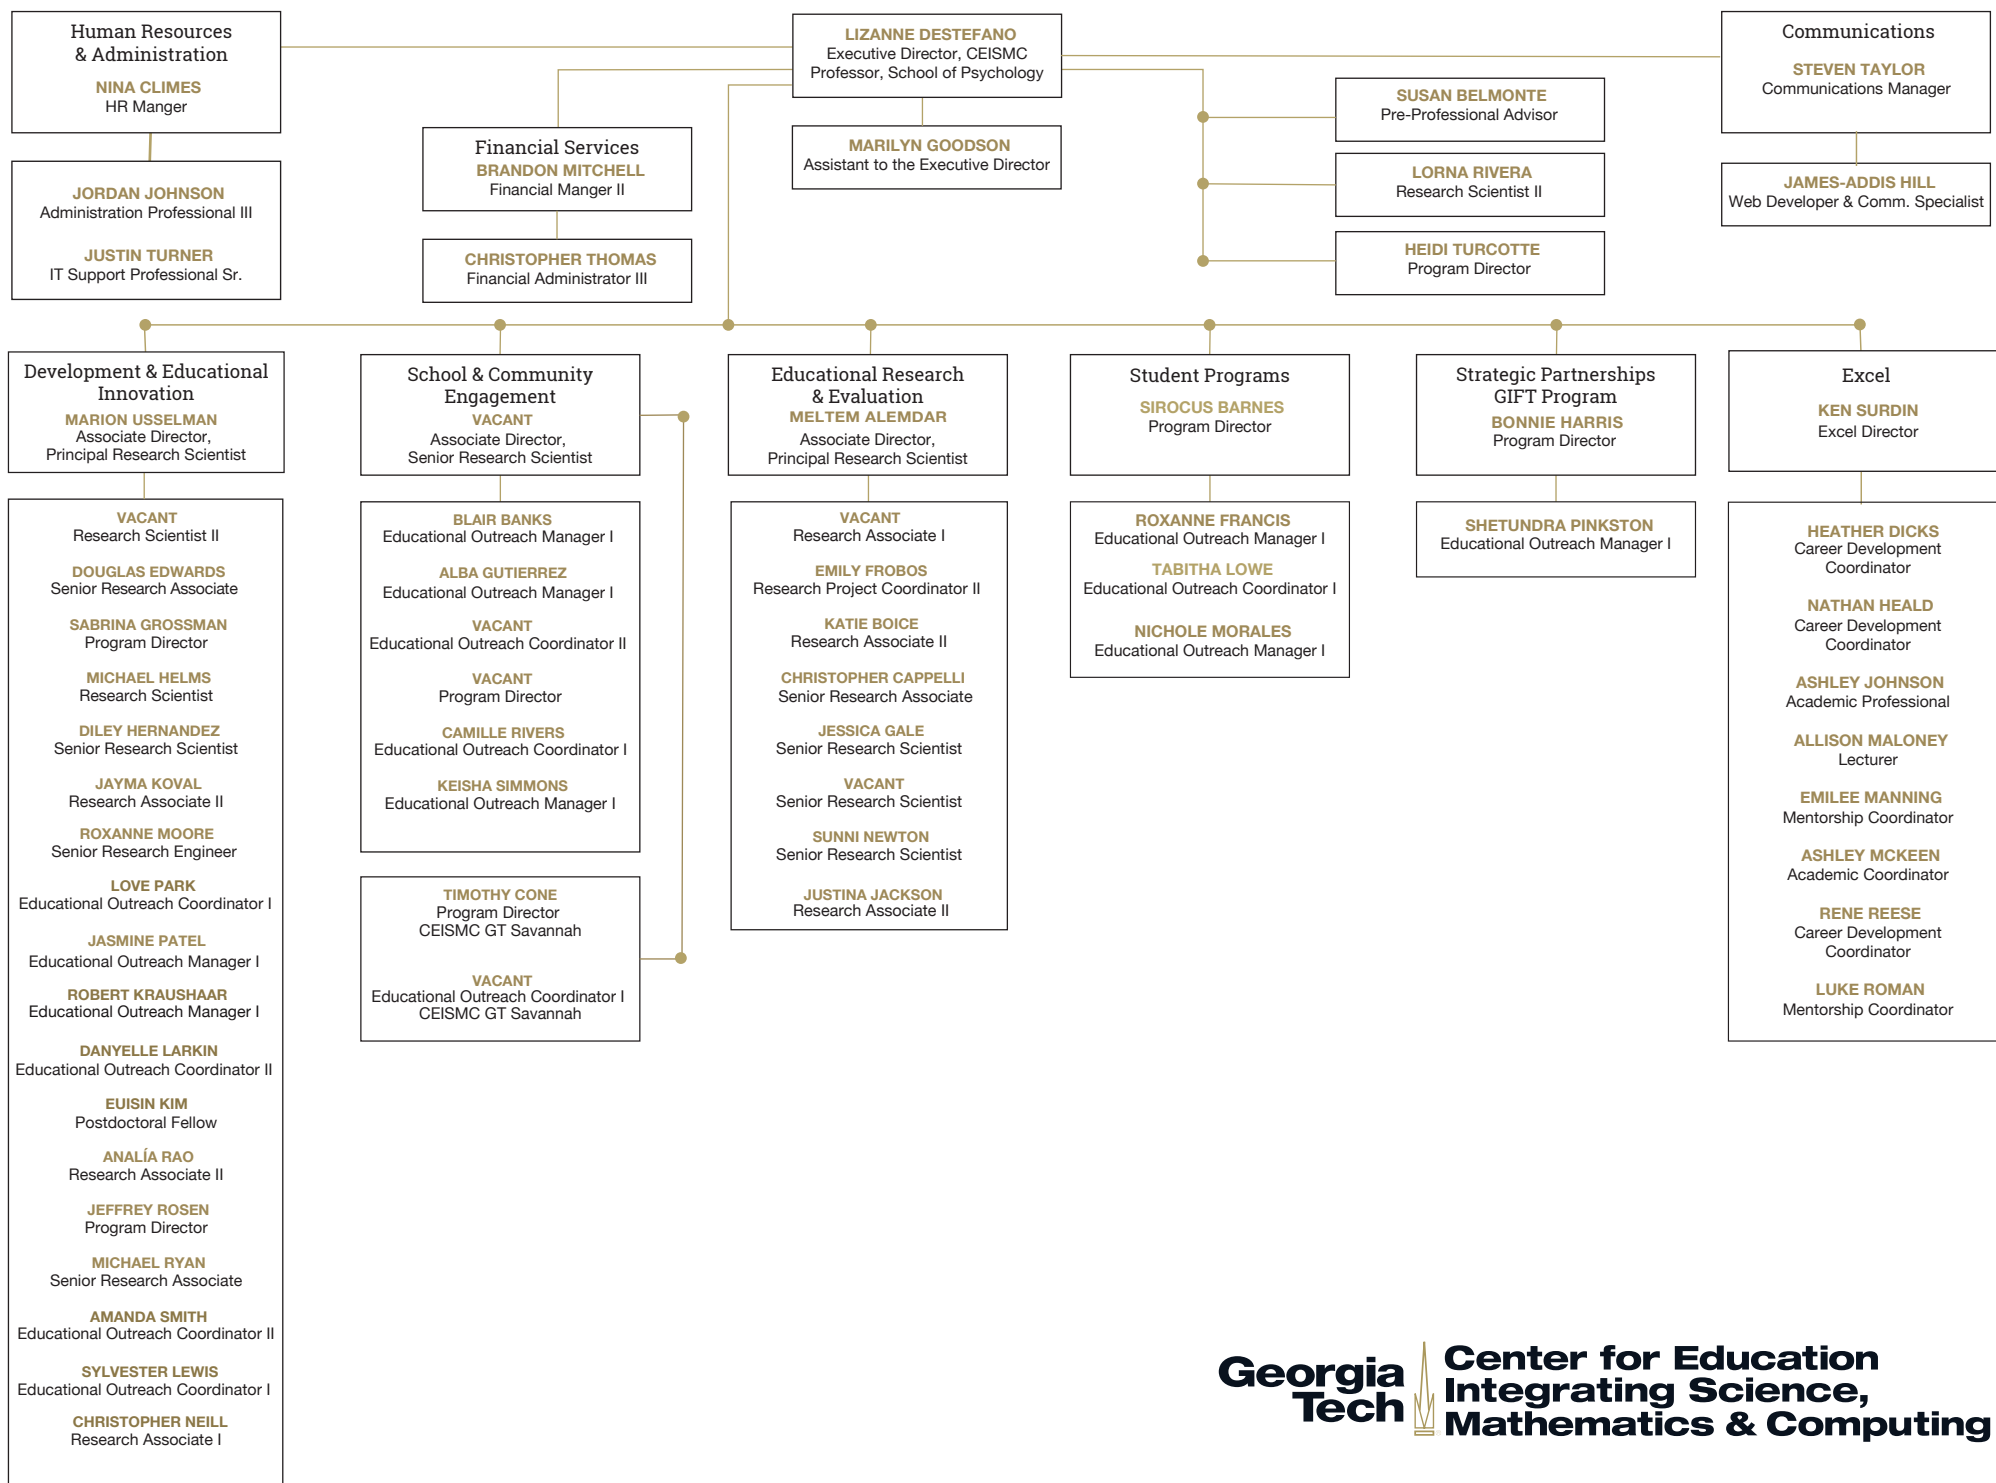 Human Resources
& Administration
NINA CLIMES
HR Manger
JORDAN JOHNSON
Administration Professional III
JUSTIN TURNER
IT Support Professional Sr.
LIZANNE DESTEFANO
Executive Director, CEISMC
Professor, School of Psychology
Financial Services
BRANDON MITCHELL
Financial Manger II
CHRISTOPHER THOMAS
Financial Administrator III
MARILYN GOODSON
Assistant to the Executive Director
SUSAN BELMONTE
Pre-Professional Advisor
LORNA RIVERA
Research Scientist II
HEIDI TURCOTTE
Program Director
Communications
STEVEN TAYLOR
Communications Manager
JAMES-ADDIS HILL
Web Developer & Comm. Specialist
Development & Educational
Innovation
MARION USSELMAN
Associate Director,
Principal Research Scientist
VACANT
Research Scientist II
DOUGLAS EDWARDS
Senior Research Associate
SABRINA GROSSMAN
Program Director
MICHAEL HELMS
Research Scientist
DILEY HERNANDEZ
Senior Research Scientist
JAYMA KOVAL
Research Associate II
ROXANNE MOORE
Senior Research Engineer
LOVE PARK
Educational Outreach Coordinator I
JASMINE PATEL
Educational Outreach Manager I
ROBERT KRAUSHAAR
Educational Outreach Manager I
DANYELLE LARKIN
Educational Outreach Coordinator II
EUISIN KIM
Postdoctoral Fellow
ANALÍA RAO
Research Associate II
JEFFREY ROSEN
Program Director
MICHAEL RYAN
Senior Research Associate
AMANDA SMITH
Educational Outreach Coordinator II
SYLVESTER LEWIS
Educational Outreach Coordinator I
CHRISTOPHER NEILL
Research Associate I
School & Community
Engagement
VACANT
Associate Director,
Senior Research Scientist
BLAIR BANKS
Educational Outreach Manager I
ALBA GUTIERREZ
Educational Outreach Manager I
VACANT
Educational Outreach Coordinator II
VACANT
Program Director
CAMILLE RIVERS
Educational Outreach Coordinator I
KEISHA SIMMONS
Educational Outreach Manager I
TIMOTHY CONE
Program Director
CEISMC GT Savannah
VACANT
Educational Outreach Coordinator I
CEISMC GT Savannah
Educational Research
& Evaluation
MELTEM ALEMDAR
Associate Director,
Principal Research Scientist
VACANT
Research Associate I
EMILY FROBOS
Research Project Coordinator II
KATIE BOICE
Research Associate II
CHRISTOPHER CAPPELLI
Senior Research Associate
JESSICA GALE
Senior Research Scientist
VACANT
Senior Research Scientist
SUNNI NEWTON
Senior Research Scientist
JUSTINA JACKSON
Research Associate II
Student Programs
SIROCUS BARNES
Program Director
ROXANNE FRANCIS
Educational Outreach Manager I
TABITHA LOWE
Educational Outreach Coordinator I
NICHOLE MORALES
Educational Outreach Manager I
Strategic Partnerships
GIFT Program
BONNIE HARRIS
Program Director
SHETUNDRA PINKSTON
Educational Outreach Manager I
Excel
KEN SURDIN
Excel Director
HEATHER DICKS
Career Development
Coordinator
NATHAN HEALD
Career Development
Coordinator
ASHLEY JOHNSON
Academic Professional
ALLISON MALONEY
Lecturer
EMILEE MANNING
Mentorship Coordinator
ASHLEY MCKEEN
Academic Coordinator
RENE REESE
Career Development
Coordinator
LUKE ROMAN
Mentorship Coordinator
Georgia
Tech
Center for Education
Integrating Science,
Mathematics & Computing